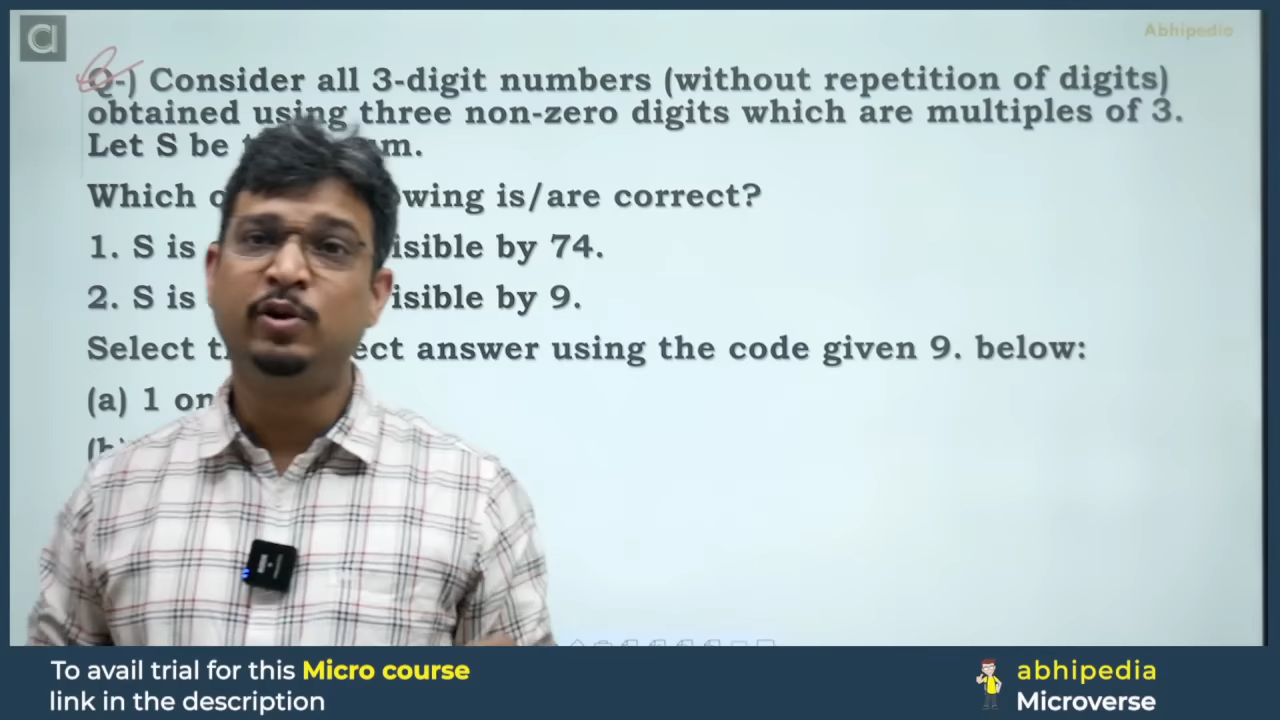 Abhipedia
Q-) Consider all 3-digit numbers (without repetition of digits)
obtained using three non-zero digits which are multiples of 3.
Let S be m.
Which wing is/are correct?
1. S is isible by 74.
2. S is isible by 9.
Select ect answer using the code given 9. below:
(a) 1 on
(b)
To avail trial for this Micro course
link in the description
abhipedia
Microverse